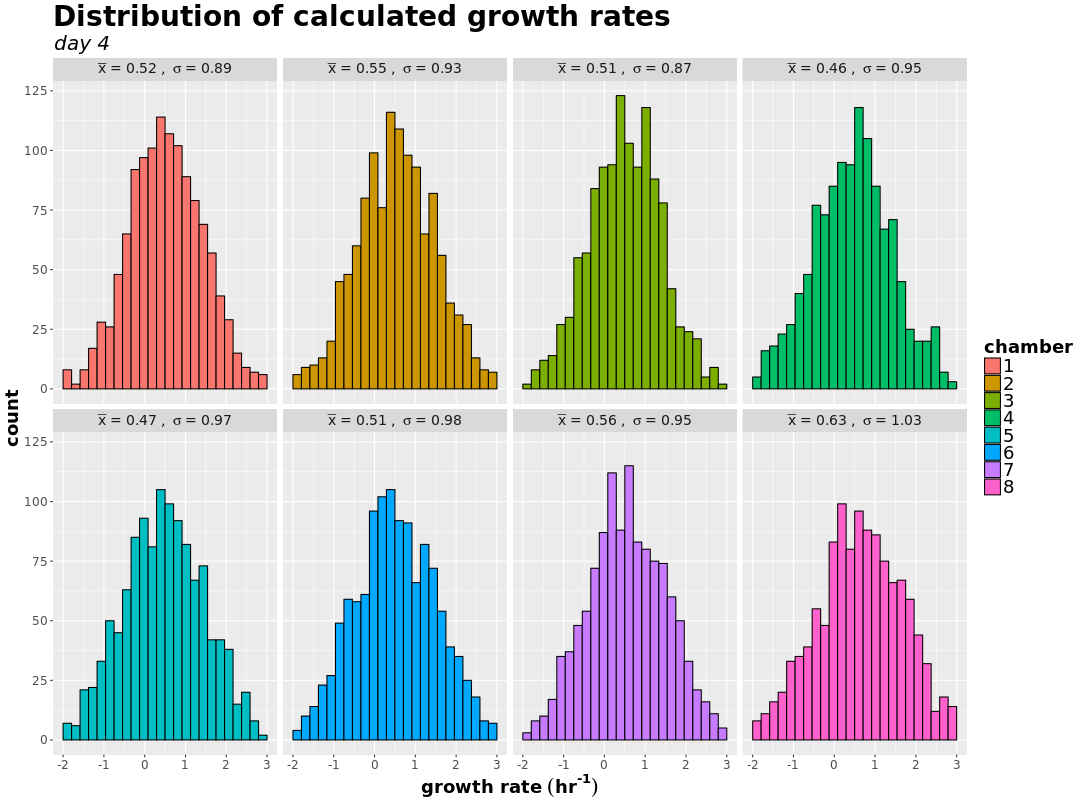 Distribution of calculated growth rates
day 4
x̅ = 0.52 , σ = 0.89
x̅ = 0.55 , σ = 0.93
x̅ = 0.51 , σ = 0.87
x̅ = 0.46 , σ = 0.95
125
100
75
50
25
0
x̅ = 0.47 , σ = 0.97
x̅ = 0.51 , σ = 0.98
x̅ = 0.56 , σ = 0.95
x̅ = 0.63 , σ = 1.03
125
100
75
50
25
0
-2 -1 0 1 2 3
-2 -1 0 1 2 3
-2 -1 0 1 2 3
-2 -1 0 1 2 3
count
growth rate (hr⁻¹)
chamber
1
2
3
4
5
6
7
8